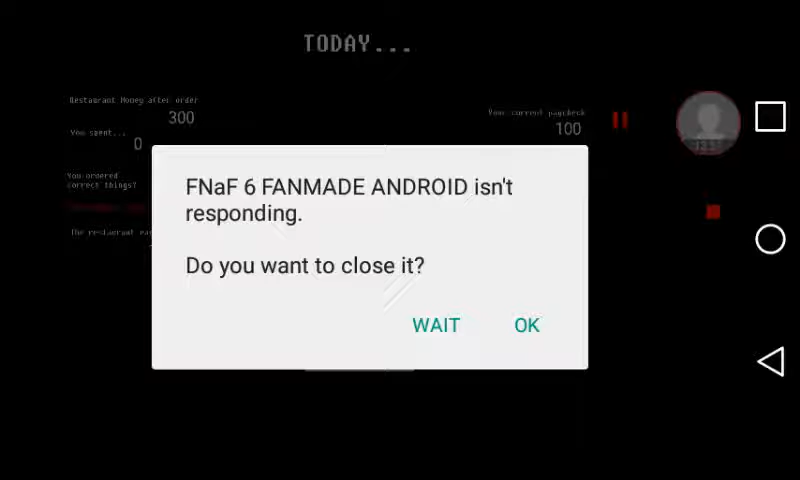 TODAY...
Restaurant Money after order
300
You spent...
0
Your current paycheck
100
You ordered
correct things?
The restaurant
FNaF 6 FANMADE ANDROID isn't
responding.
Do you want to close it?
WAIT
OK